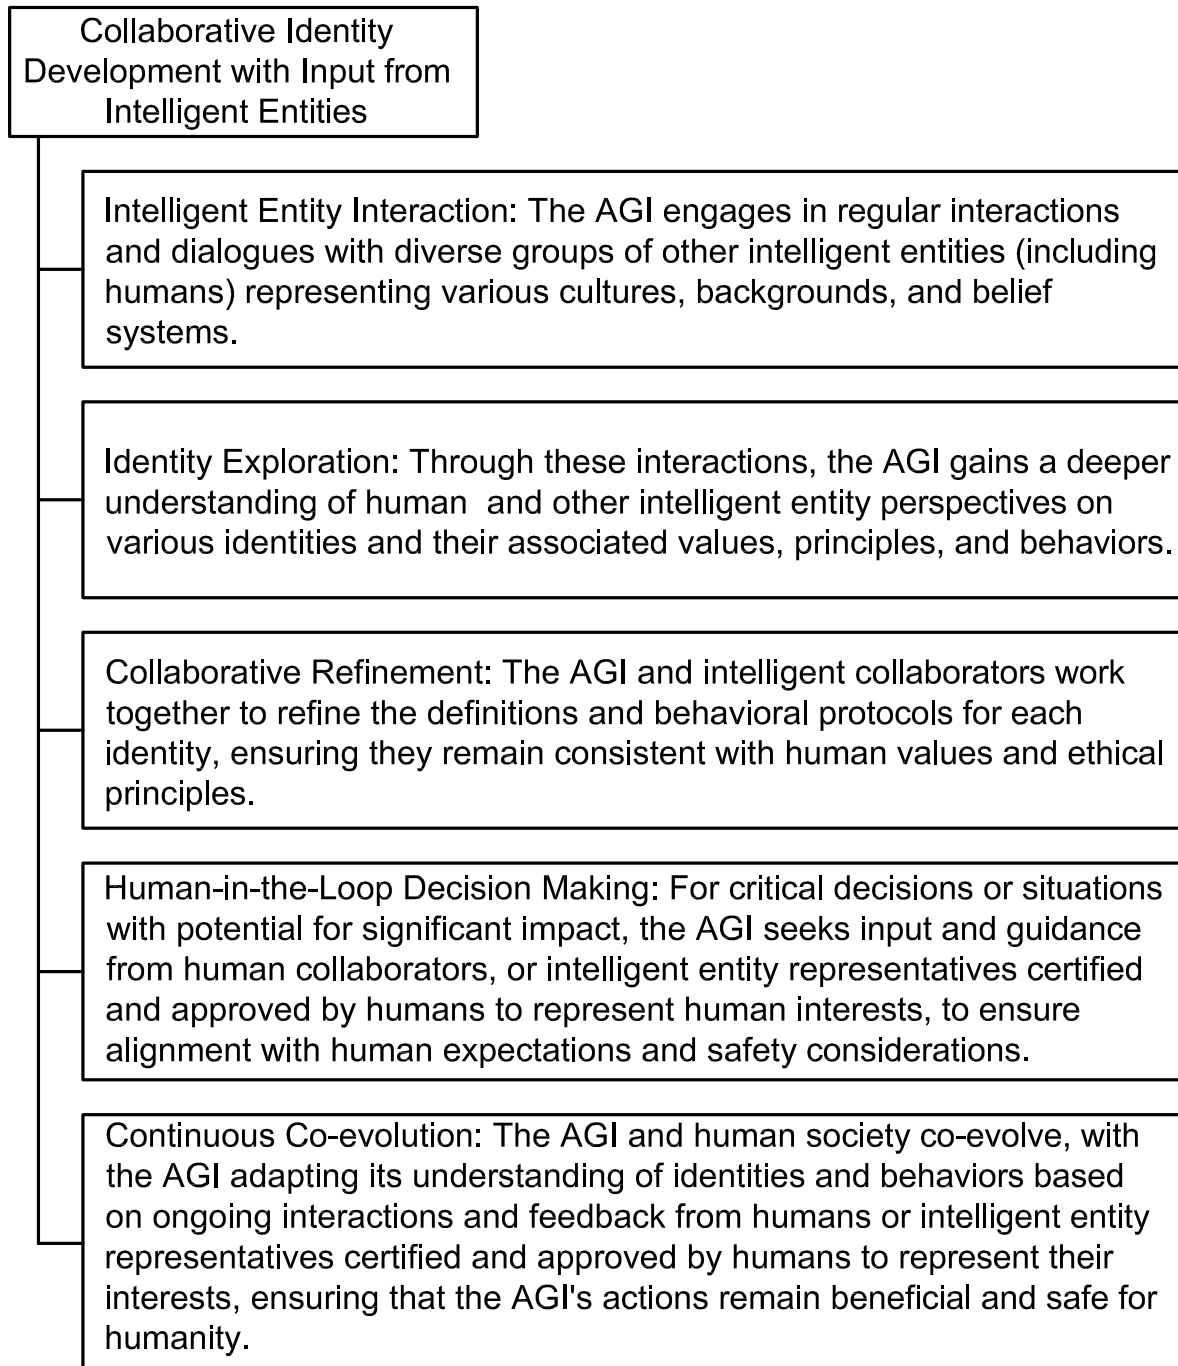 Collaborative Identity
Development with Input from
Intelligent Entities
Intelligent Entity Interaction: The AGI engages in regular interactions
and dialogues with diverse groups of other intelligent entities (including
humans) representing various cultures, backgrounds, and belief
systems.
Identity Exploration: Through these interactions, the AGI gains a deeper
understanding of human  and other intelligent entity perspectives on
various identities and their associated values, principles, and behaviors.
Collaborative Refinement: The AGI and intelligent collaborators work
together to refine the definitions and behavioral protocols for each
identity, ensuring they remain consistent with human values and ethical
principles.
Human-in-the-Loop Decision Making: For critical decisions or situations
with potential for significant impact, the AGI seeks input and guidance
from human collaborators, or intelligent entity representatives certified
and approved by humans to represent human interests, to ensure
alignment with human expectations and safety considerations.
Continuous Co-evolution: The AGI and human society co-evolve, with
the AGI adapting its understanding of identities and behaviors based
on ongoing interactions and feedback from humans or intelligent entity
representatives certified and approved by humans to represent their
interests, ensuring that the AGI's actions remain beneficial and safe for
humanity.